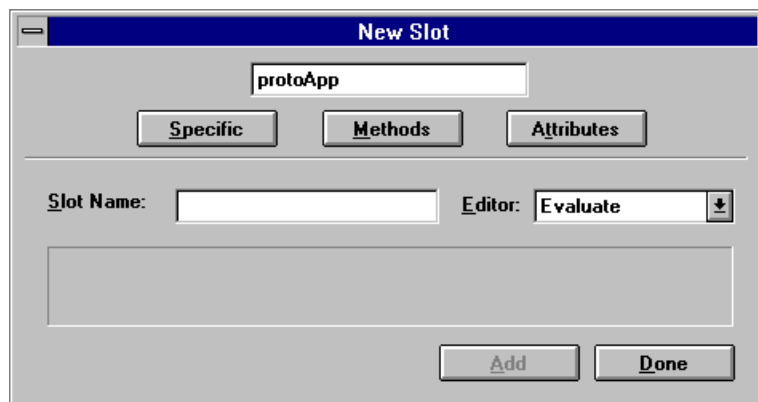 New Slot
protoApp
Specific Methods Attributes
Slot Name: Editor: Evaluate
Add Done